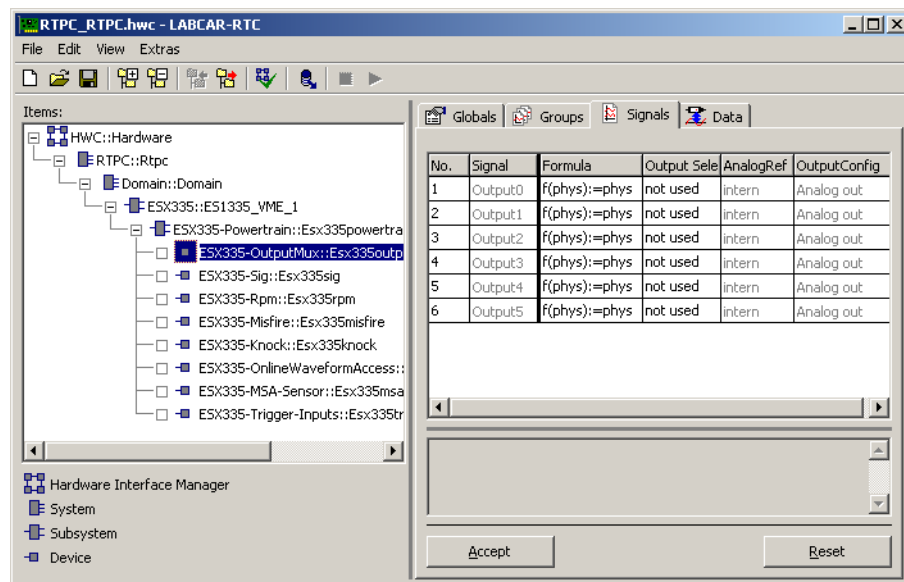 RTPC_RTPC.hwc - LABCAR-RTC
File Edit View Extras
Items:
HWC::Hardware
RTPC::Rtpc
Domain::Domain
ESX335::ES1335_VME_1
ESX335-Powertrain::Esx335powertra
ESX335-OutputMux::Esx335outp
ESX335-Sig::Esx335sig
ESX335-Rpm::Esx335rpm
ESX335-Misfire::Esx335misfire
ESX335-Knock::Esx335knock
ESX335-OnlineWaveformAccess::
ESX335-MSA-Sensor::Esx335msa
ESX335-Trigger-Inputs::Esx335tr
Hardware Interface Manager
System
Subsystem
Device
Globals Groups Signals Data
No. Signal Formula Output Sele AnalogRef OutputConfig
1 Output0 f(phys):=phys not used intern Analog out
2 Output1 f(phys):=phys not used intern Analog out
3 Output2 f(phys):=phys not used intern Analog out
4 Output3 f(phys):=phys not used intern Analog out
5 Output4 f(phys):=phys not used intern Analog out
6 Output5 f(phys):=phys not used intern Analog out
Accept Reset